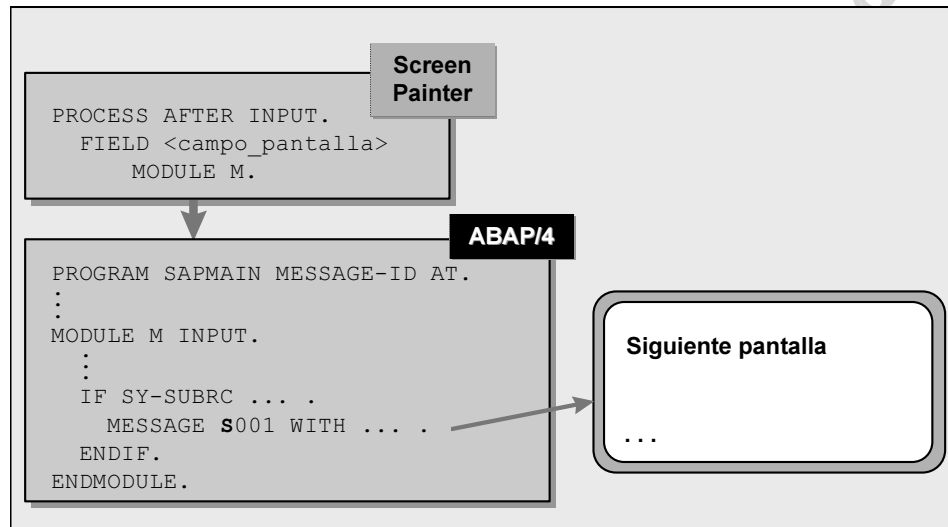 Screen
Painter
PROCESS AFTER INPUT.
FIELD <campo_pantalla>
MODULE M.
ABAP/4
PROGRAM SAPMAIN MESSAGE-ID AT.
:
:
MODULE M INPUT.
:
:
IF SY-SUBRC ... .
MESSAGE S001 WITH ... .
ENDIF.
ENDMODULE.
Siguiente pantalla
...